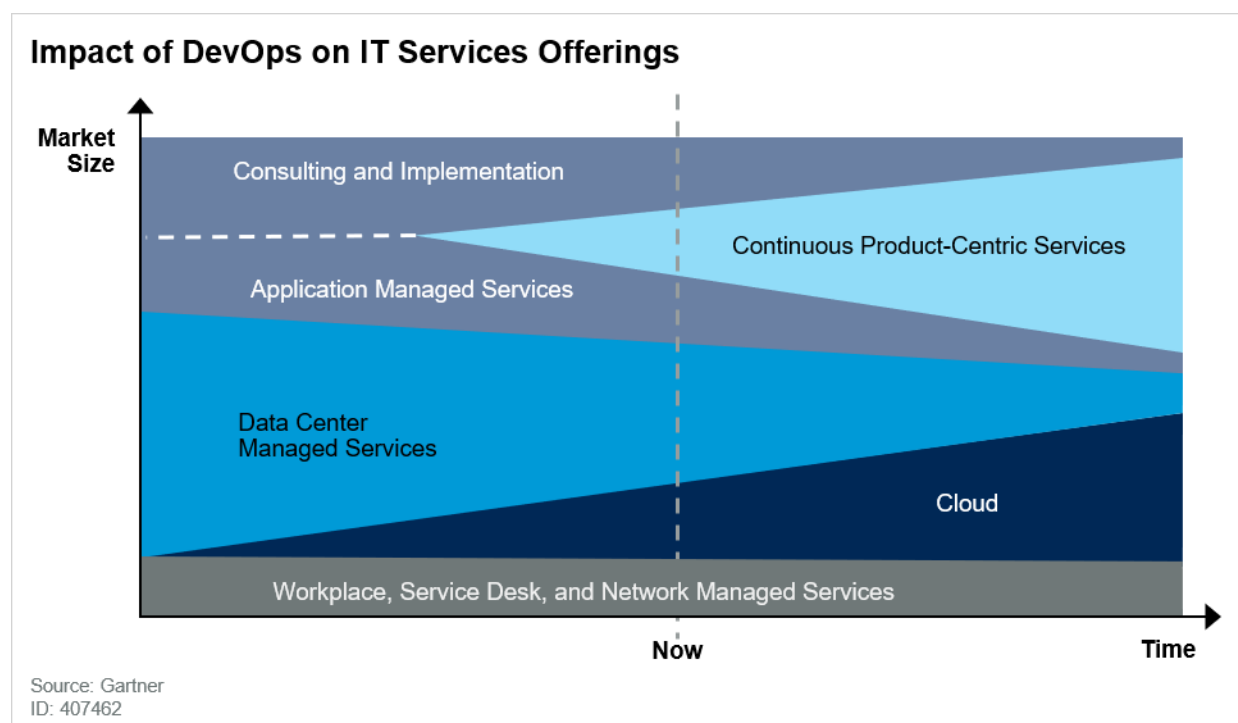 Impact of DevOps on IT Services Offerings
Market
Size
Consulting and Implementation
Continuous Product-Centric Services
Application Managed Services
Data Center
Managed Services
Cloud
Workplace, Service Desk, and Network Managed Services
Now
Time
Source: Gartner
ID: 407462